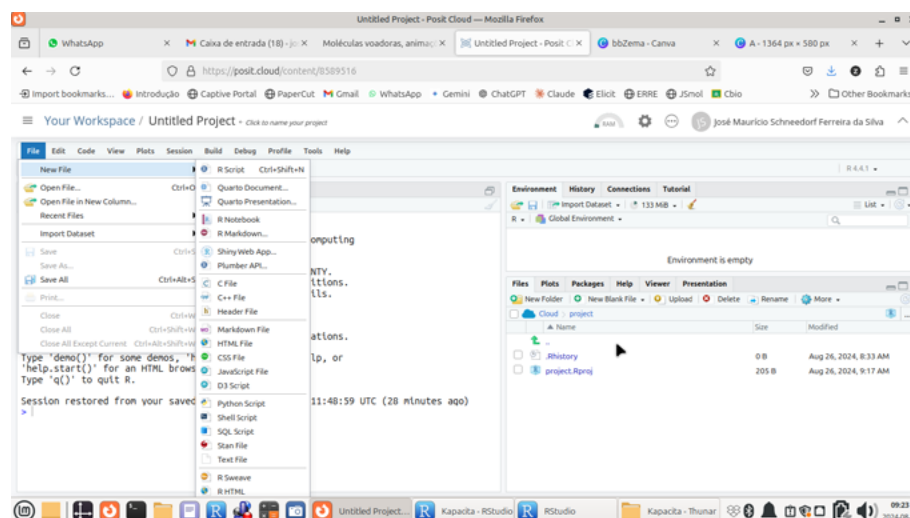 Untitled Project - Posit Cloud — Mozilla Firefox
WhatsApp × Caixa de entrada (18) - × Moléculas voadoras, animaç × Untitled Project - Posit C × bbZema - Canva × A - 1364 px × 580 px × +
https://posit.cloud/content/8589516
Import bookmarks... Introdução Captive Portal PaperCut Gmail WhatsApp Gemini ChatGPT Claude Elicit ERRE JSmol Cbio >> Other Bookmarks
Your Workspace / Untitled Project - Click to name your project RAM JS José Maurício Schneedorf Ferreira da Silva
File Edit Code View Plots Session Build Debug Profile Tools Help
R 4.4.1
New File
Open File... Ctrl+O
Open File in New Column...
Recent Files
Import Dataset
Save Ctrl+S
Save As...
Save All Ctrl+Alt+S
Print...
Close Ctrl+W
Close All Ctrl+Shift+W
Close All Except Current Ctrl+Alt+Shift+W
R Script Ctrl+Shift+N
Quarto Document...
Quarto Presentation...
R Notebook
R Markdown...
Shiny Web App...
Plumber API...
C File
C++ File
Header File
Markdown File
HTML File
CSS File
JavaScript File
D3 Script
Python Script
Shell Script
SQL Script
Stan File
Text File
R Sweave
R HTML
omputing
NTY.
itions.
ils.
ations.
Type 'demo()' for some demos, 'h lp, or
'help.start()' for an HTML brows
Type 'q()' to quit R.
Session restored from your saved 11:48:59 UTC (28 minutes ago)
>
Environment History Connections Tutorial
Import Dataset 133 MiB List
R Global Environment
Environment is empty
Files Plots Packages Help Viewer Presentation
New Folder New Blank File Upload Delete Rename More
Cloud project
Name Size Modified
..
.Rhistory 0 B Aug 26, 2024, 8:33 AM
project.Rproj 205 B Aug 26, 2024, 9:17 AM
Untitled Project... Kapacita - RStudio RStudio Kapacita - Thunar 09:23